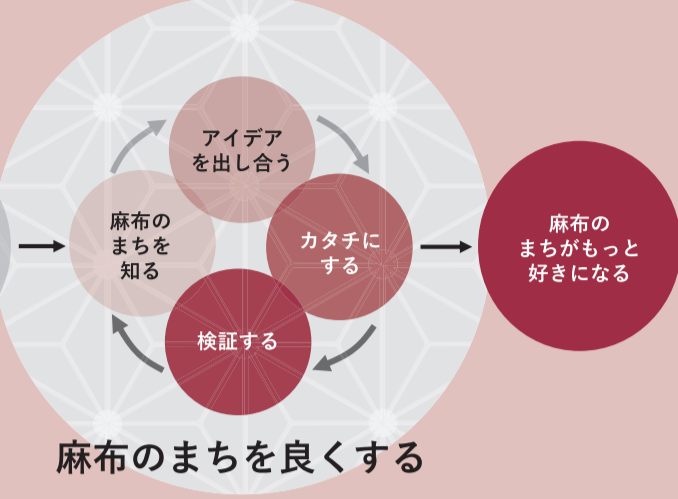 アイデア
を出し合う
麻布の
まちを
知る
カタチに
する
検証する
麻布の
まちがもっと
好きになる
麻布のまちを良くする